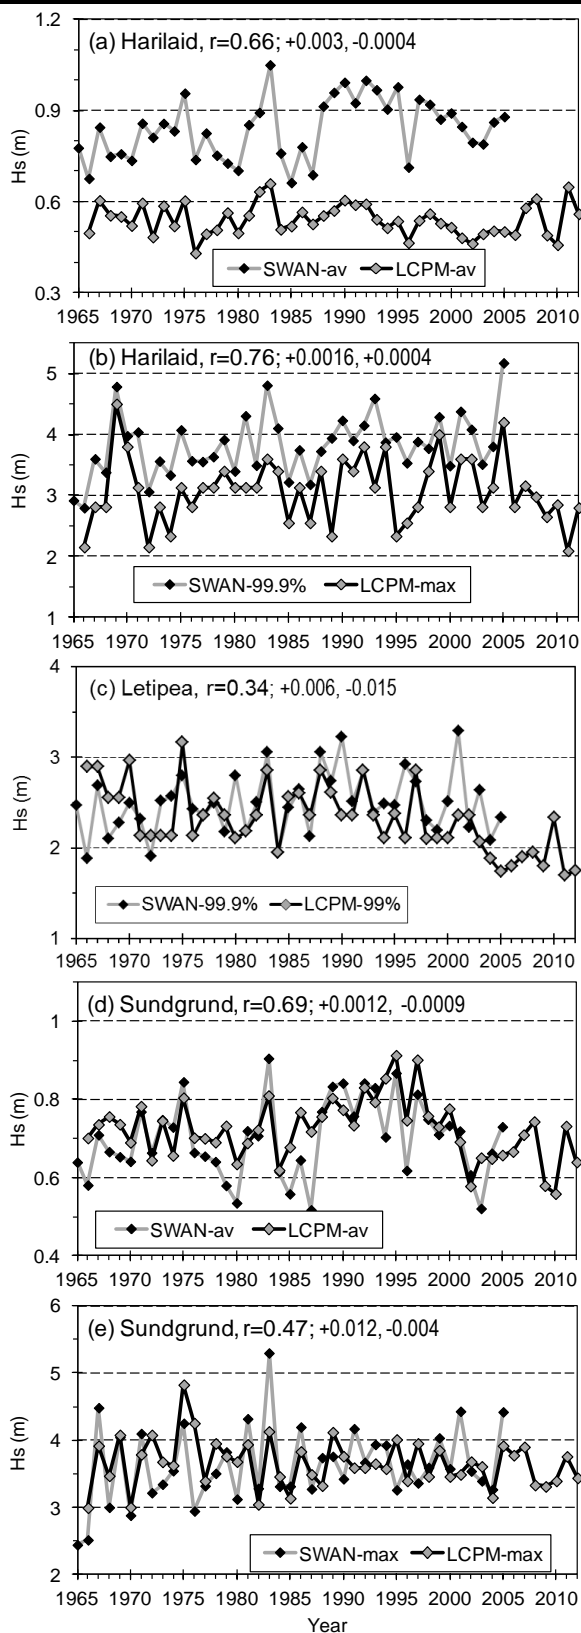 (a) Harilaid, r=0.66; +0.003, -0.0004
Hs (m)
1.2
0.9
0.6
0.3
SWAN-av LCPM-av
1965 1970 1975 1980 1985 1990 1995 2000 2005 2010
(b) Harilaid, r=0.76; +0.0016, +0.0004
Hs (m)
5
4
3
2
1
SWAN-99.9% LCPM-max
1965 1970 1975 1980 1985 1990 1995 2000 2005 2010
(c) Letipea, r=0.34; +0.006, -0.015
Hs (m)
4
3
2
1
SWAN-99.9% LCPM-99%
1965 1970 1975 1980 1985 1990 1995 2000 2005 2010
(d) Sundgrund, r=0.69; +0.0012, -0.0009
Hs (m)
1
0.8
0.6
0.4
SWAN-av LCPM-av
1965 1970 1975 1980 1985 1990 1995 2000 2005 2010
(e) Sundgrund, r=0.47; +0.012, -0.004
Hs (m)
6
5
4
3
2
SWAN-max LCPM-max
1965 1970 1975 1980 1985 1990 1995 2000 2005 2010
Year